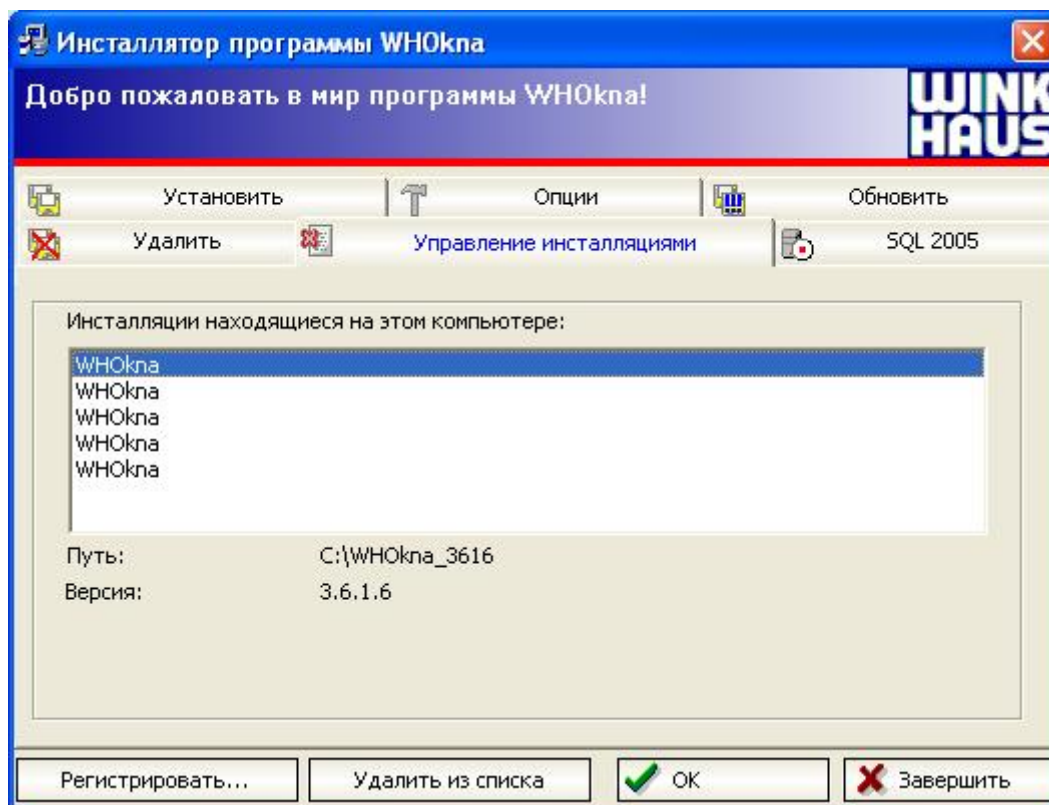 Инсталлятор программы WHOkna
Добро пожаловать в мир программы WHOkna!
WINK
HAUS
Установить Опции Обновить
Удалить Управление инсталляциями SQL 2005
Инсталляции находящиеся на этом компьютере:
WHOkna
WHOkna
WHOkna
WHOkna
WHOkna
Путь: C:\WHOkna_3616
Версия: 3.6.1.6
Регистрировать... Удалить из списка OK Завершить